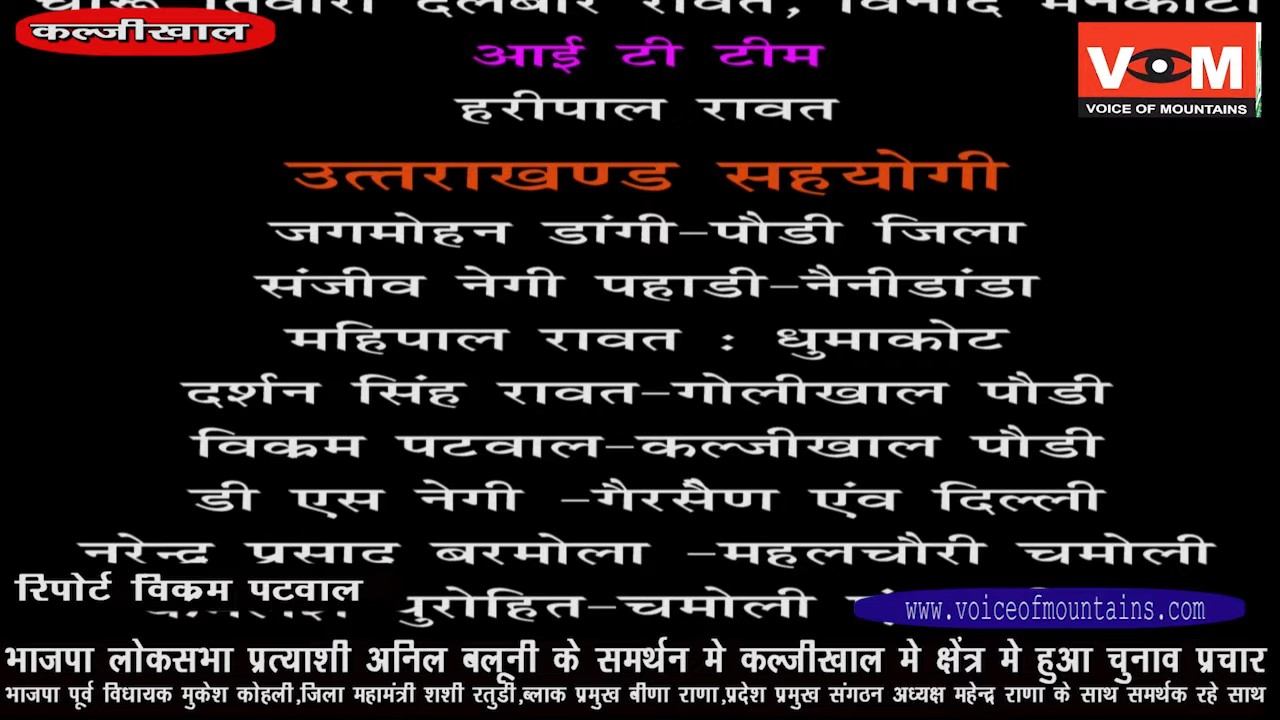 चारू तिवारी दलबीर रावत, विनोद मनकोटी
कल्जीखाल
आई टी टीम
VOM
VOICE OF MOUNTAINS
हरीपाल रावत
उत्तराखण्ड सहयोगी
जगमोहन डांगी-पौडी जिला
संजीव नेगी पहाडी-नैनीडांडा
महिपाल रावत : धुमाकोट
दर्शन सिंह रावत-गोलीखाल पौडी
विक्रम पटवाल-कल्जीखाल पौडी
डी एस नेगी -गैरसैण एंव दिल्ली
नरेन्द्र प्रसाद बरमोला -महलचौरी चमोली
रिपोर्ट विक्रम पटवाल
पुरोहित-चमोली
www.voiceofmountains.com
भाजपा लोकसभा प्रत्याशी अनिल बलूनी के समर्थन मे कल्जीखाल मे क्षेंत्र मे हुआ चुनाव प्रचार
भाजपा पूर्व विधायक मुकेश कोहली,जिला महामंत्री शशी रतुडी,ब्लाक प्रमुख बीणा राणा,प्रदेश प्रमुख संगठन अध्यक्ष महेन्द्र राणा के साथ समर्थक रहे साथ